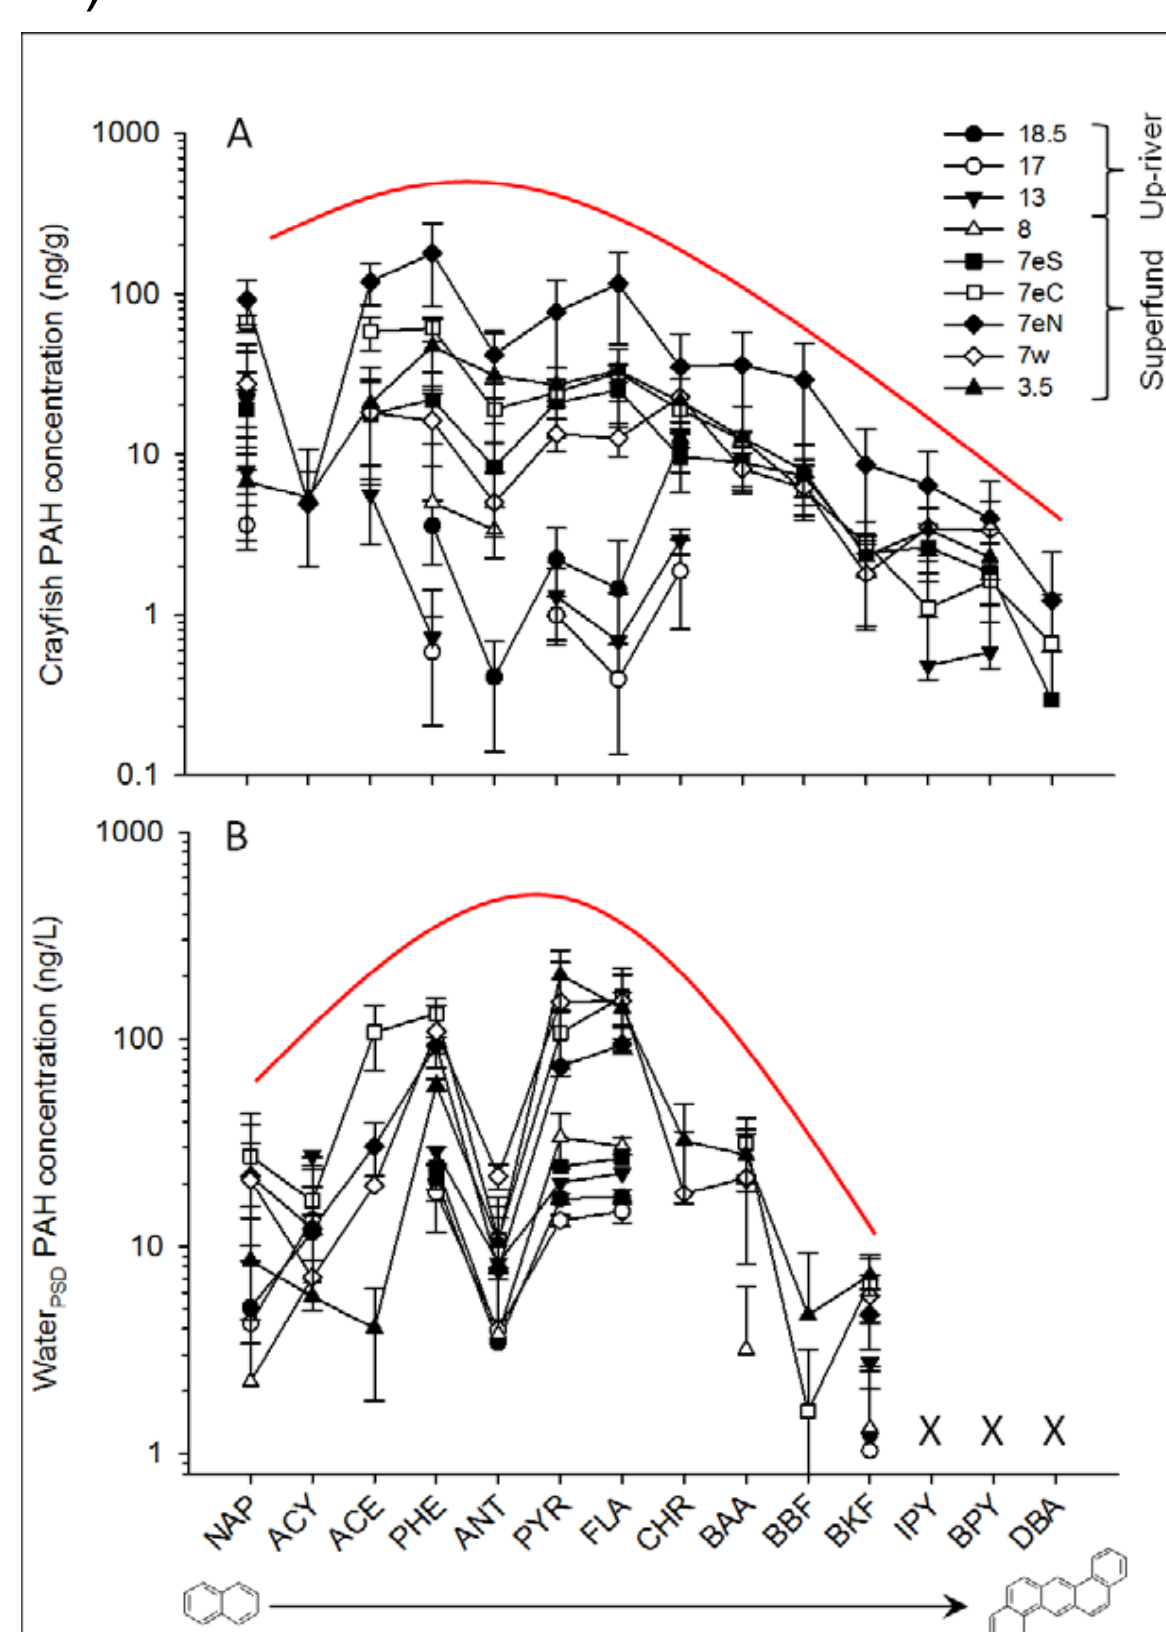 )
A
1000
100
10
1
0.1
Crayfish PAH concentration (ng/g)
18.5
17
13
8
7eS
7eC
7eN
7w
3.5
Up-river
Superfund
B
1000
100
10
1
Water PSD PAH concentration (ng/L)
X X X
NAP ACY ACE PHE ANT PYR FLA CHR BAA BBF BKF IPY BPY DBA